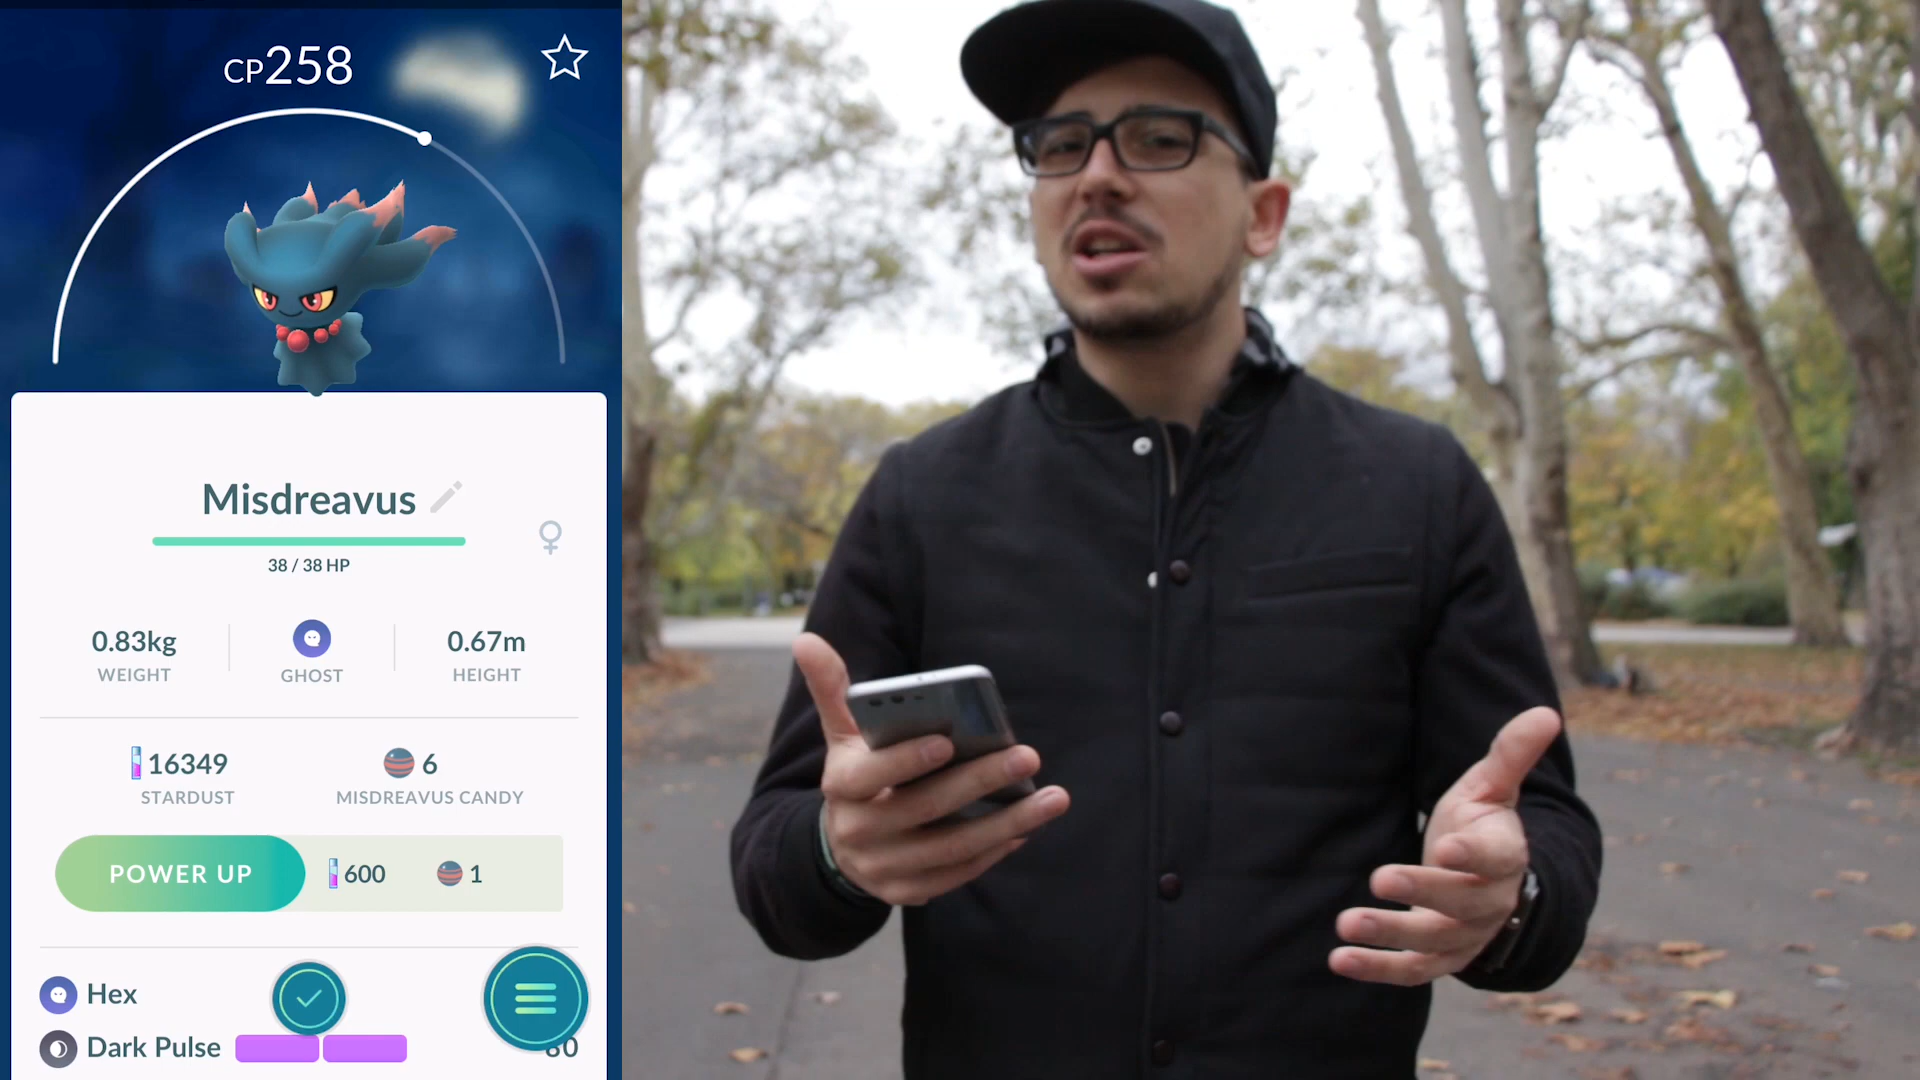 CP258
Misdreavus
38 / 38 HP
0.83kg
WEIGHT
GHOST
0.67m
HEIGHT
16349
STARDUST
6
MISDREAVUS CANDY
POWER UP
600
1
Hex
Dark Pulse
80